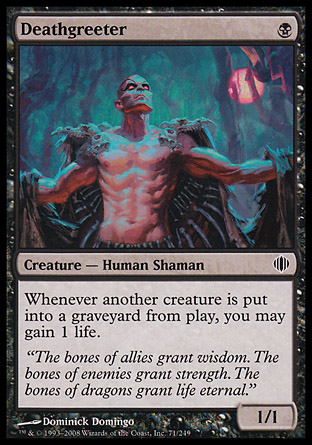 Deathgreeter
Creature — Human Shaman
Whenever another creature is put
into a graveyard from play, you may
gain 1 life.
“The bones of allies grant wisdom. The
bones of enemies grant strength. The
bones of dragons grant life eternal.”
Dominick Domingo
™ & © 1993–2008 Wizards of the Coast, Inc. 71/249
1/1